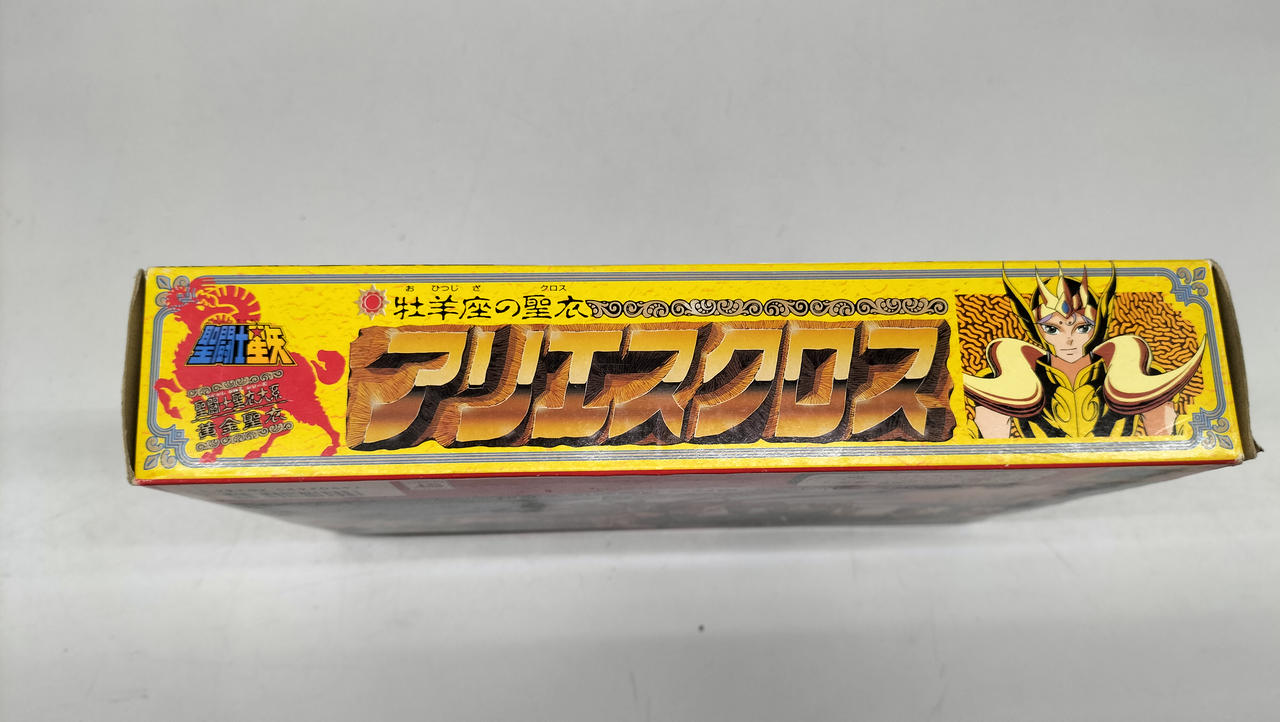 聖闘士星矢
聖闘士聖衣大系
黄金聖衣
お ひつじ ざ クロス
牡羊座の聖衣
アリエスクロス